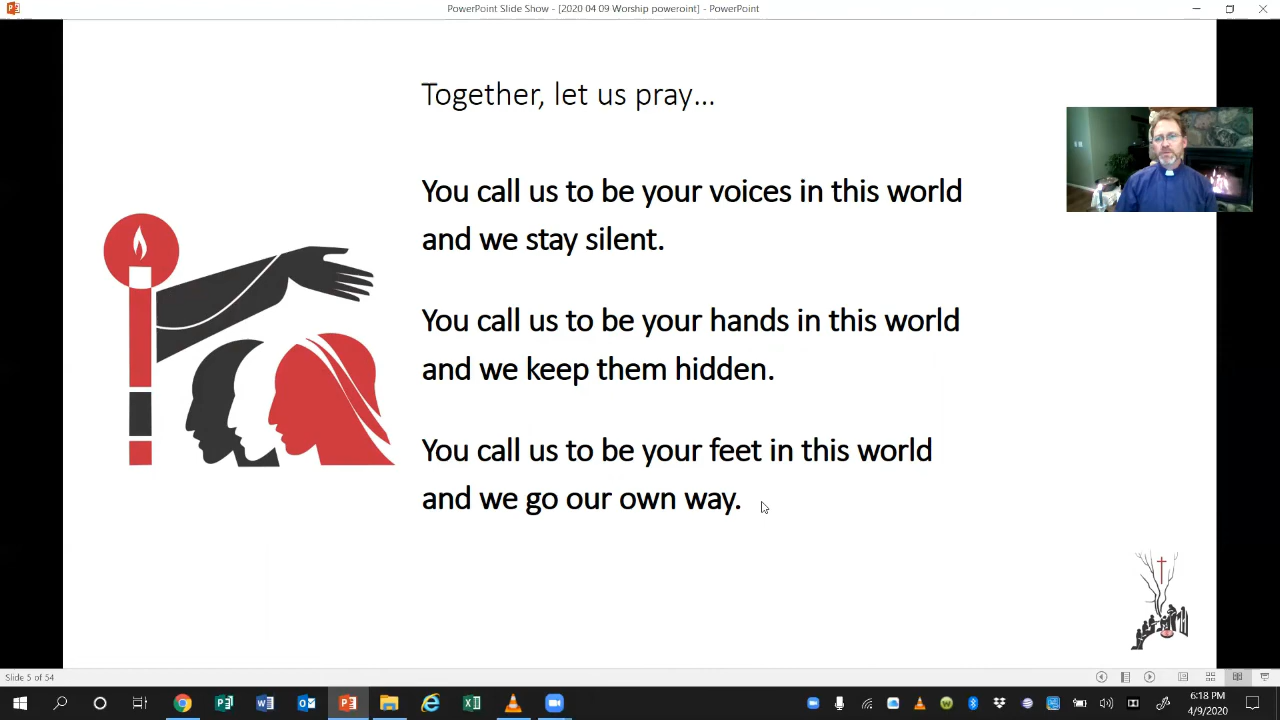 PowerPoint Slide Show - [2020 04 09 Worship poweroint] - PowerPoint
Together, let us pray...
You call us to be your voices in this world
and we stay silent.
You call us to be your hands in this world
and we keep them hidden.
You call us to be your feet in this world
and we go our own way.
Slide 5 of 54
6:18 PM
4/9/2020